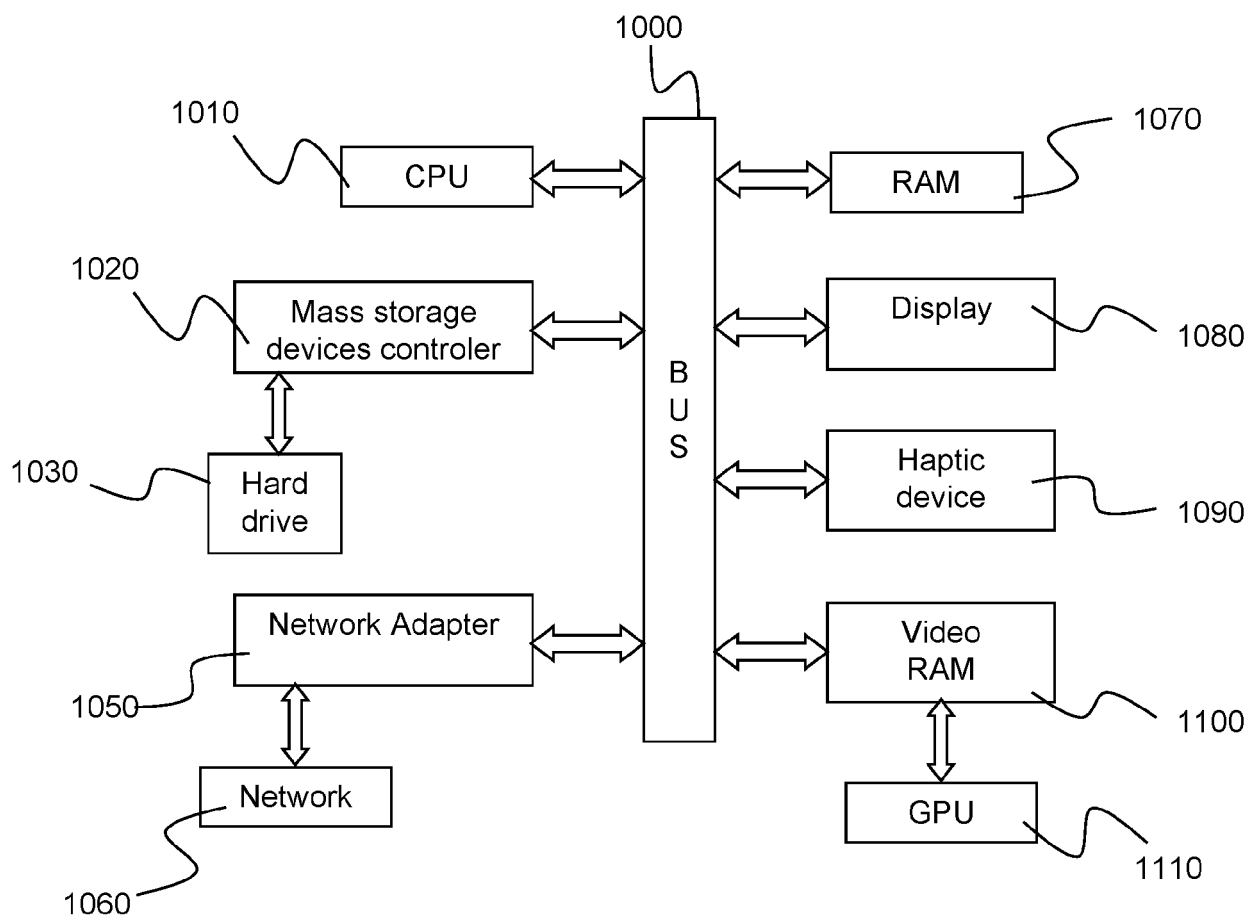 1000
1010
CPU
1070
RAM
1020
Mass storage
devices controler
Display
1080
B
U
S
1030
Hard
drive
Haptic
device
1090
Network Adapter
1050
Video
RAM
1100
Network
1060
GPU
1110